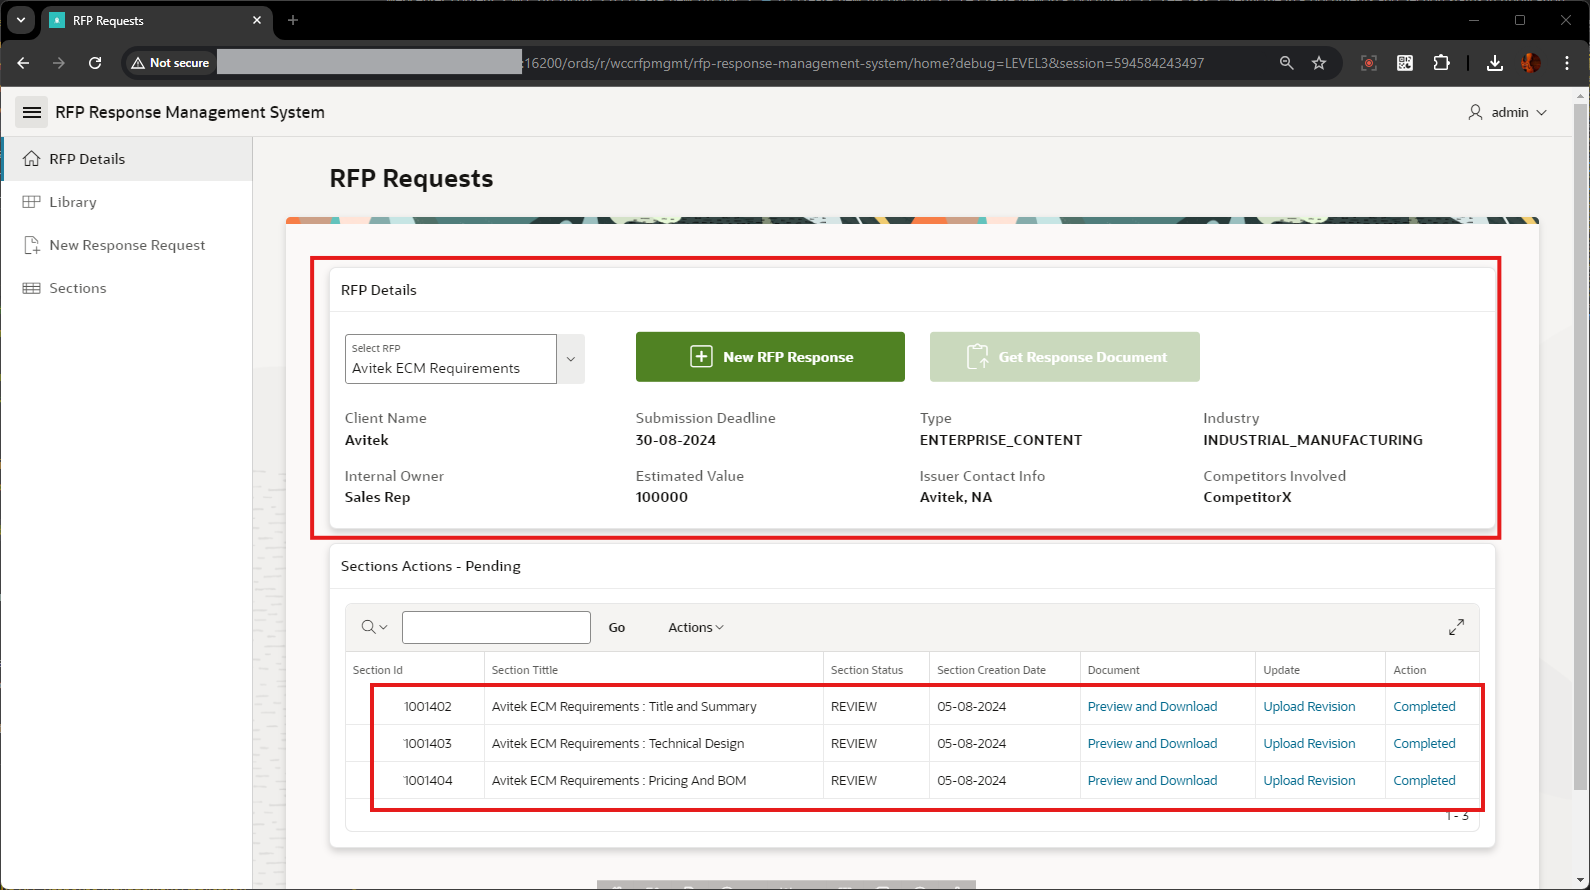 RFP Requests
Not secure
:16200/ords/r/wccrfpmgmt/rfp-response-management-system/home?debug=LEVEL3&session=594584243497
RFP Response Management System
admin
RFP Details
Library
New Response Request
Sections
RFP Requests
RFP Details
Select RFP
Avitek ECM Requirements
New RFP Response
Get Response Document
Client Name
Avitek
Submission Deadline
30-08-2024
Type
ENTERPRISE_CONTENT
Industry
INDUSTRIAL_MANUFACTURING
Internal Owner
Sales Rep
Estimated Value
100000
Issuer Contact Info
Avitek, NA
Competitors Involved
CompetitorX
Sections Actions - Pending
Go
Actions
Section Id Section Tittle Section Status Section Creation Date Document Update Action
1001402 Avitek ECM Requirements : Title and Summary REVIEW 05-08-2024 Preview and Download Upload Revision Completed
1001403 Avitek ECM Requirements : Technical Design REVIEW 05-08-2024 Preview and Download Upload Revision Completed
1001404 Avitek ECM Requirements : Pricing And BOM REVIEW 05-08-2024 Preview and Download Upload Revision Completed
1 - 3